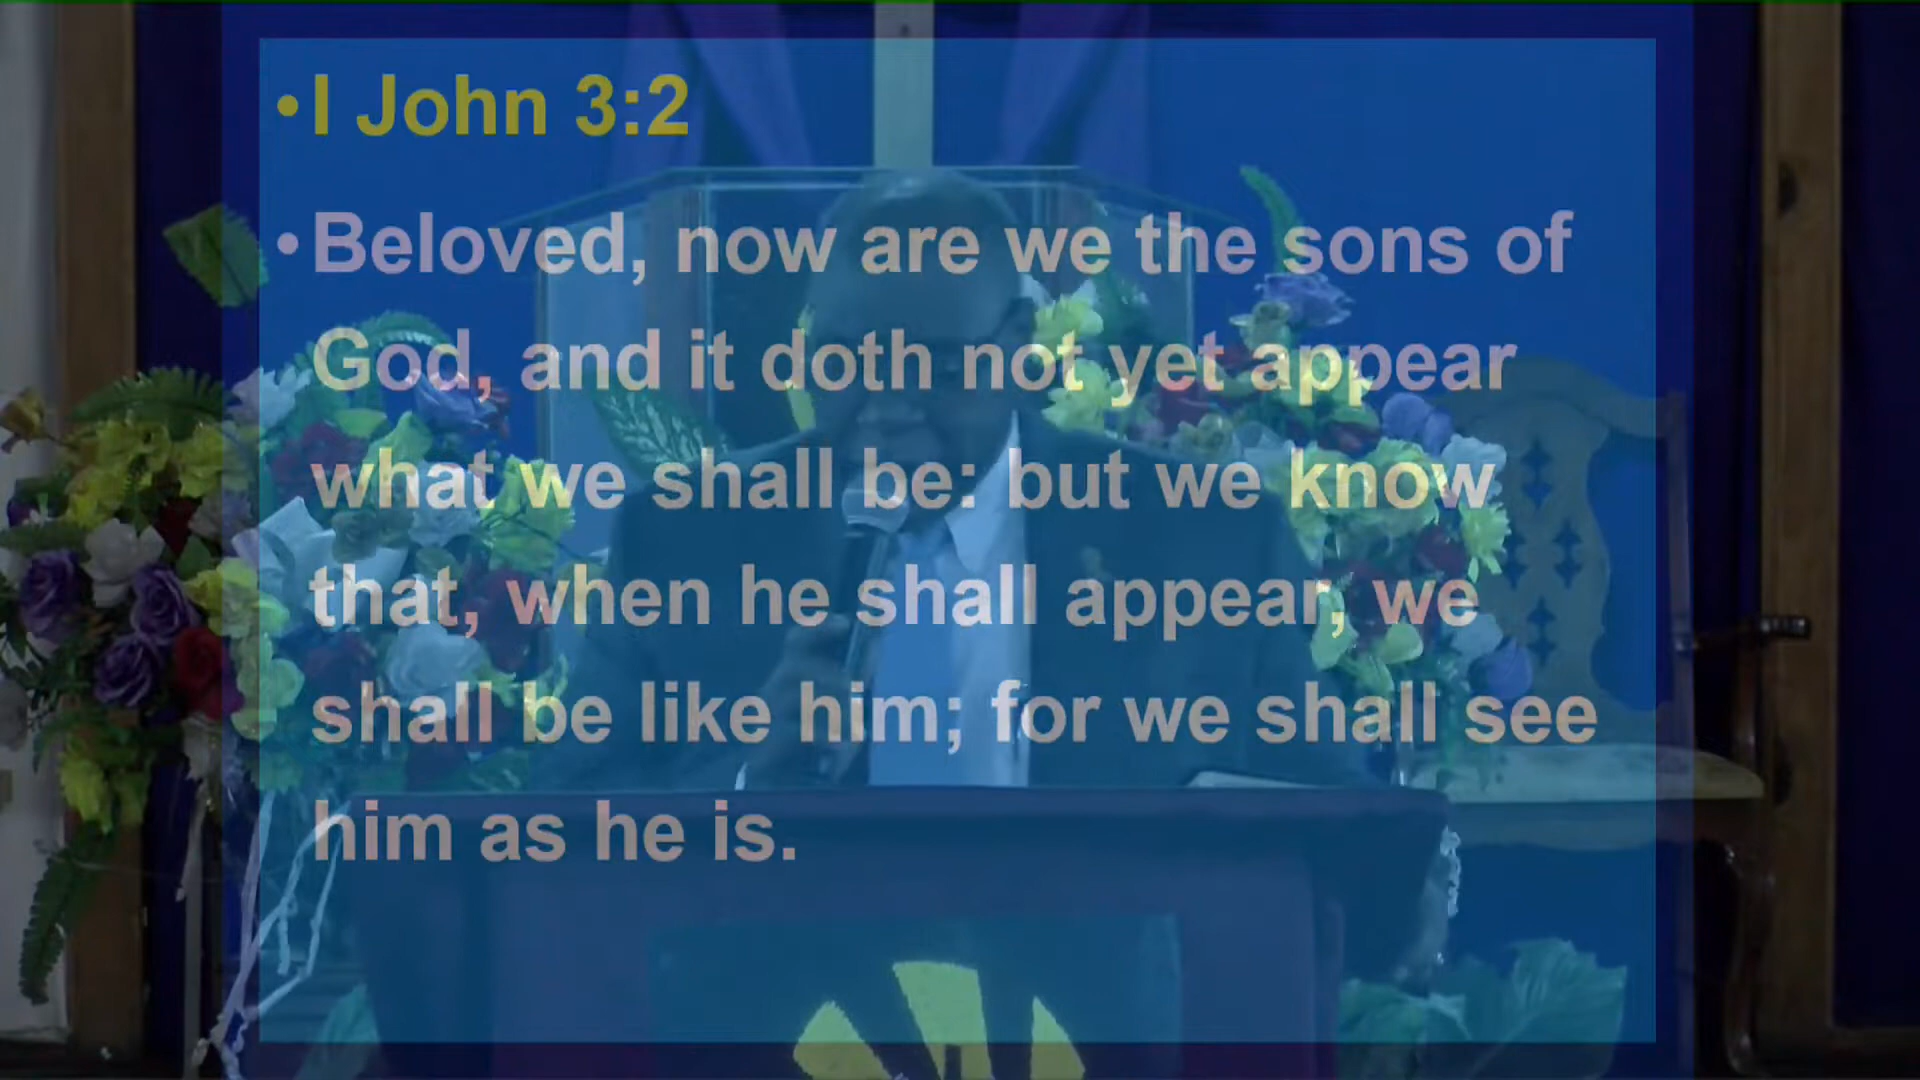 •I John 3:2
•Beloved, now are we the sons of
God, and it doth not yet appear
what we shall be: but we know
that, when he shall appear, we
shall be like him; for we shall see
him as he is.